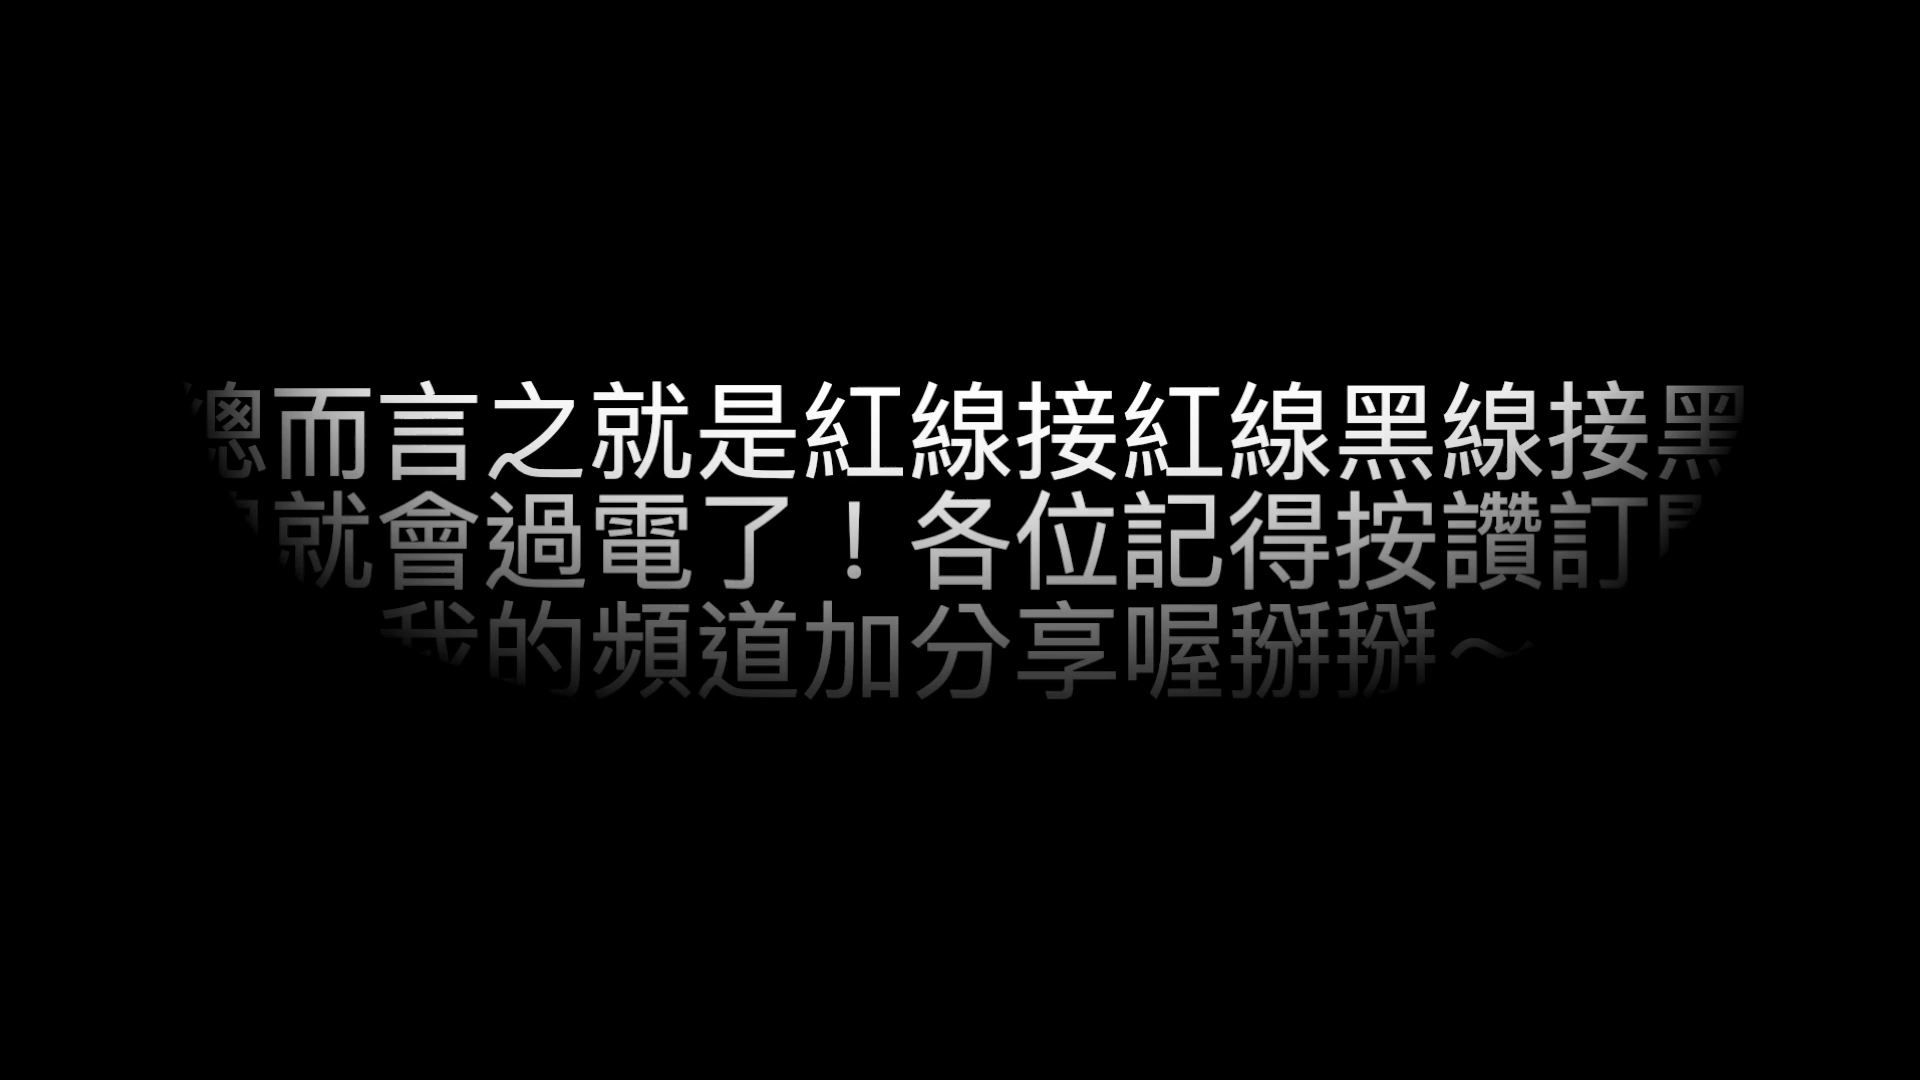 總而言之就是紅線接紅線黑線接黑
就會過電了！各位記得按讚訂閱
我的頻道加分享喔掰掰～